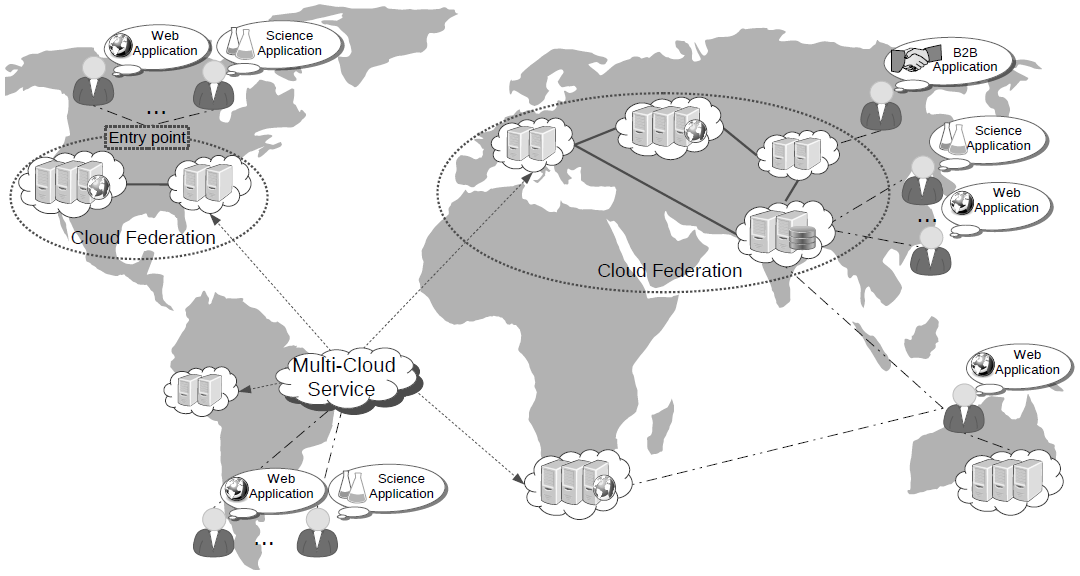 Web
Application
Science
Application
...
Entry point
Cloud Federation
B2B
Application
Science
Application
Web
Application
...
Cloud Federation
Multi-Cloud
Service
Web
Application
Web
Application
Science
Application
...